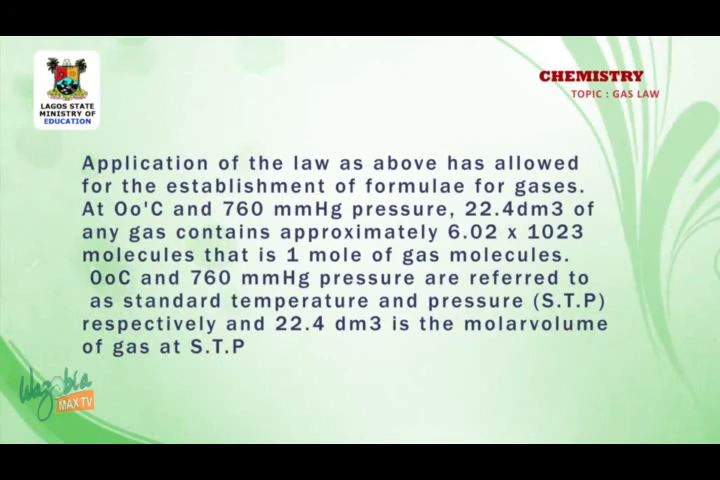 LAGOS STATE
MINISTRY OF
EDUCATION
CHEMISTRY
TOPIC : GAS LAW
Application of the law as above has allowed
for the establishment of formulae for gases.
At Oo'C and 760 mmHg pressure, 22.4dm3 of
any gas contains approximately 6.02 x 1023
molecules that is 1 mole of gas molecules.
OoC and 760 mmHg pressure are referred to
as standard temperature and pressure (S.T.P)
respectively and 22.4 dm3 is the molarvolume
of gas at S.T.P
Wazobia
MAX TV